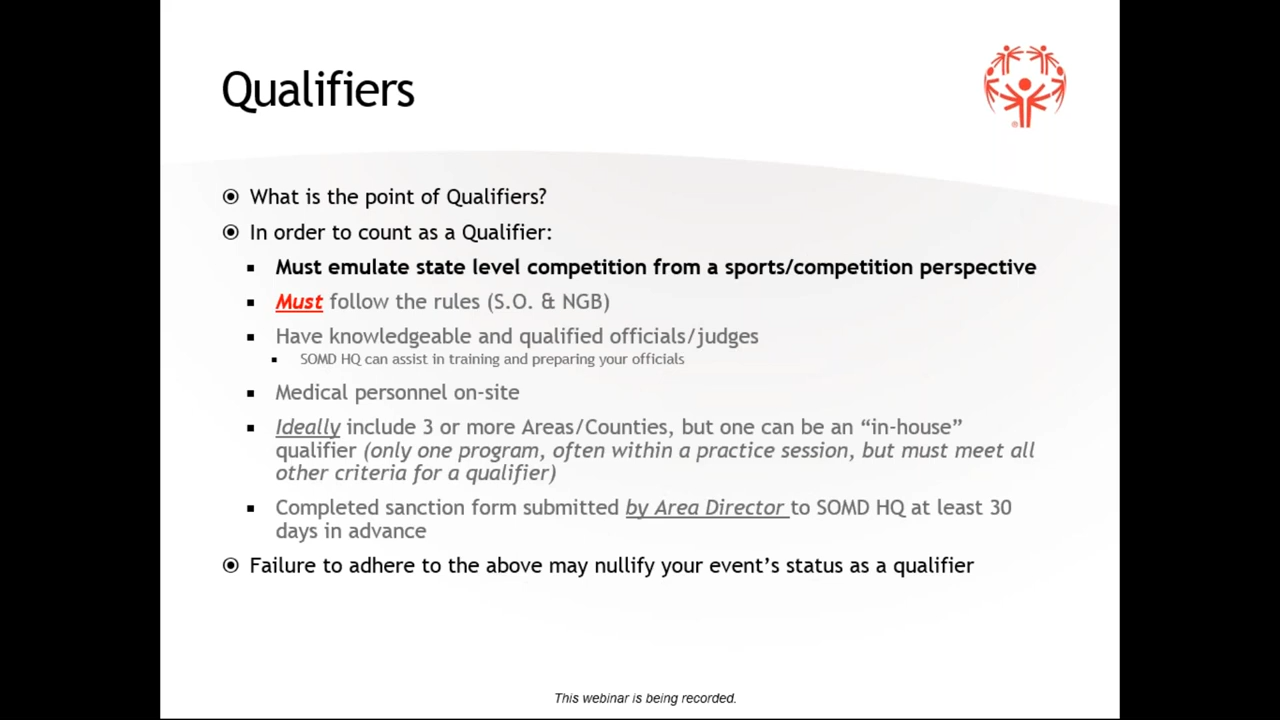 Qualifiers
What is the point of Qualifiers?
In order to count as a Qualifier:
Must emulate state level competition from a sports/competition perspective
Must follow the rules (S.O. & NGB)
Have knowledgeable and qualified officials/judges
SOMD HQ can assist in training and preparing your officials
Medical personnel on-site
Ideally include 3 or more Areas/Counties, but one can be an “in-house”
qualifier (only one program, often within a practice session, but must meet all
other criteria for a qualifier)
Completed sanction form submitted by Area Director to SOMD HQ at least 30
days in advance
Failure to adhere to the above may nullify your event’s status as a qualifier
This webinar is being recorded.